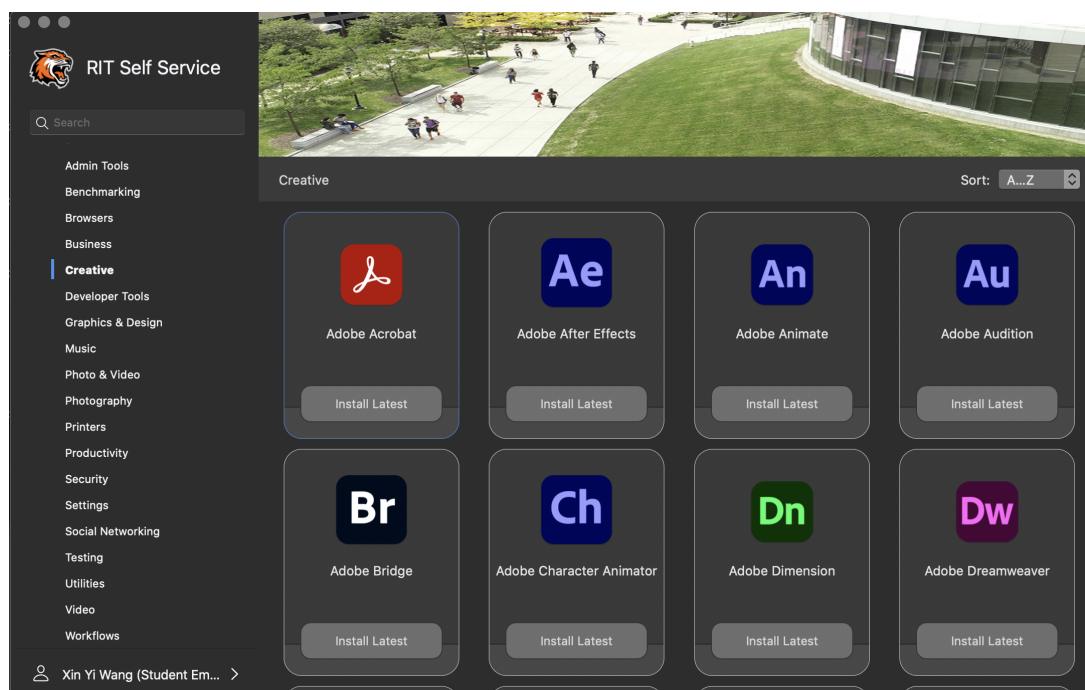 RIT Self Service
Search
Admin Tools
Benchmarking
Browsers
Business
Creative
Developer Tools
Graphics & Design
Music
Photo & Video
Photography
Printers
Productivity
Security
Settings
Social Networking
Testing
Utilities
Video
Workflows
Xin Yi Wang (Student Em...
Creative
Sort: A...Z
Ae
An
Au
Adobe Acrobat
Adobe After Effects
Adobe Animate
Adobe Audition
Install Latest
Install Latest
Install Latest
Install Latest
Br
Ch
Dn
Dw
Adobe Bridge
Adobe Character Animator
Adobe Dimension
Adobe Dreamweaver
Install Latest
Install Latest
Install Latest
Install Latest